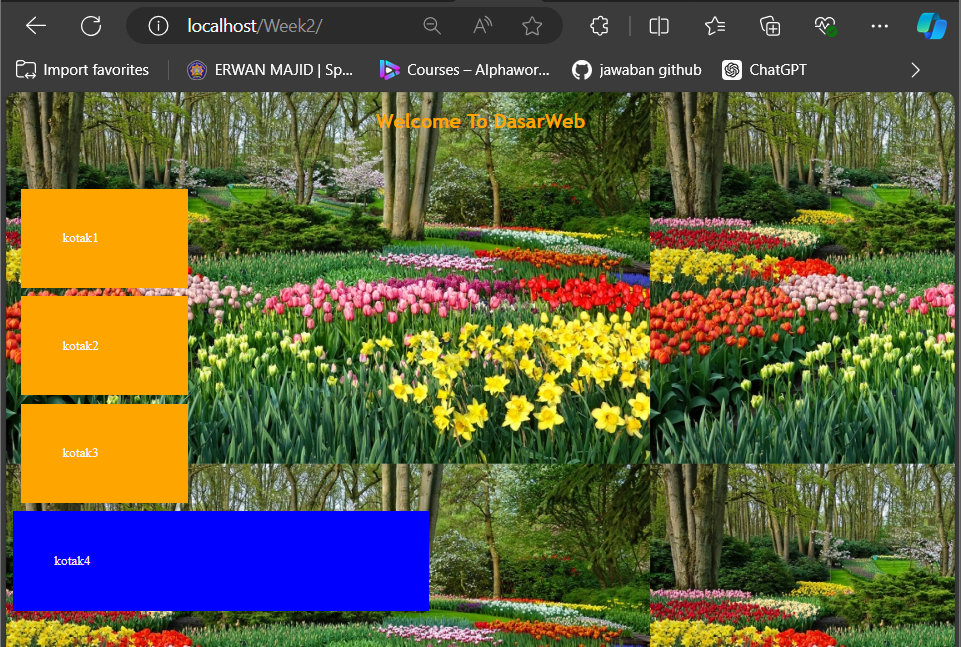 localhost/Week2/
Import favorites
ERWAN MAJID | Sp...
Courses – Alphawor...
jawaban github
ChatGPT
Welcome To DasarWeb
kotak1
kotak2
kotak3
kotak4